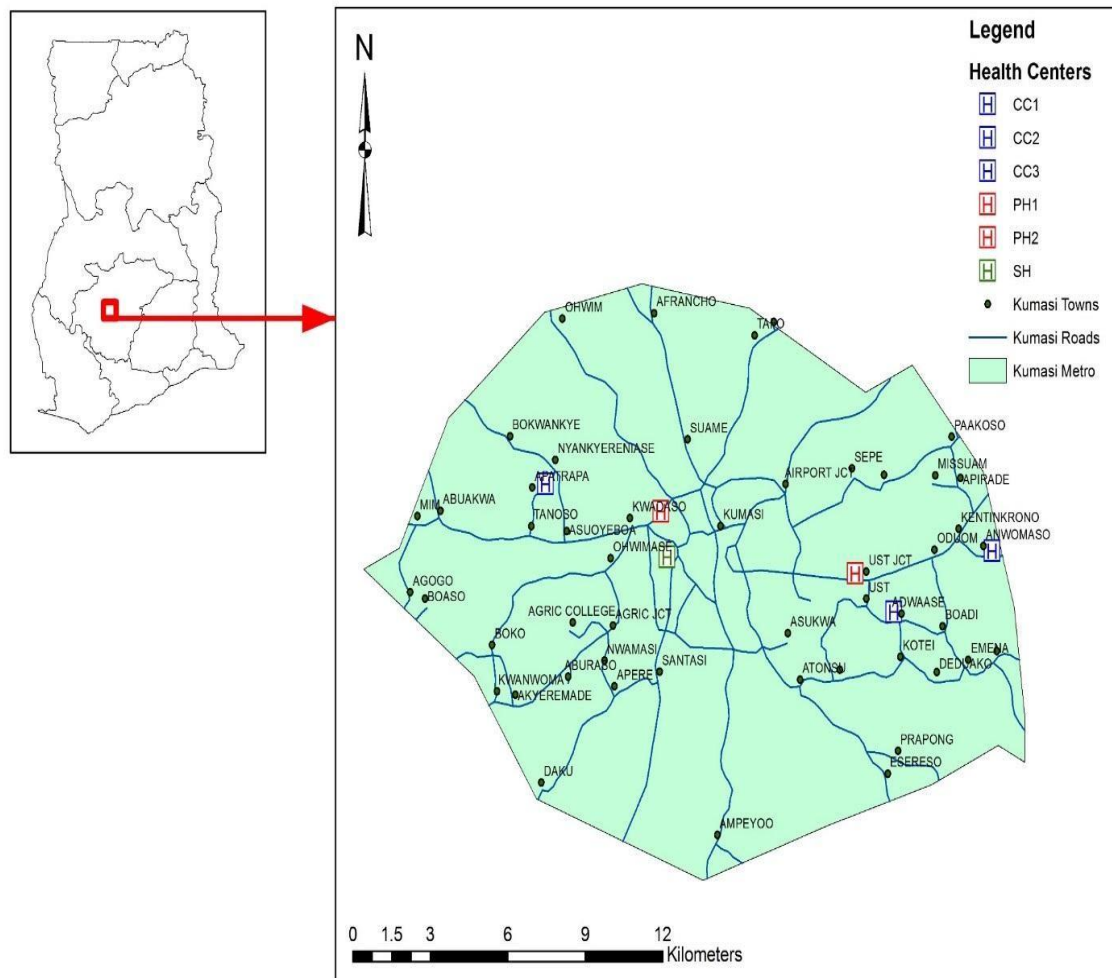 N
Legend
Health Centers
H CC1
H CC2
H CC3
H PH1
H PH2
H SH
Kumasi Towns
Kumasi Roads
Kumasi Metro
OHWIM
AFRANCHO
TAFO
BOKWANKYE
SUAME
PAAKOSO
NYANKYERENIASE
APATRAPA
H
AIRPORT JCT
SEPE
MISSUAM
APIRADE
MIM
ABUAKWA
TANOSO
ASUOYEBOA
KWADASO
H
KUMASI
KENTINKRONO
ANWOMASO
H
ODUOM
OHWIMASE
H
H
UST JCT
UST
AGOGO
BOASO
H
ADWAASE
AGRIC COLLEGE
AGRIC JCT
ASUKWA
BOADI
BOKO
NWAMASI
KOTEI
EMENA
ABURASO
SANTASI
DEDUAKO
KWANWOMA
AKYEREMADE
APERE
ATONSU
PRAPONG
ESERESO
DAKU
AMPEYOO
0 1.5 3 6 9 12
Kilometers